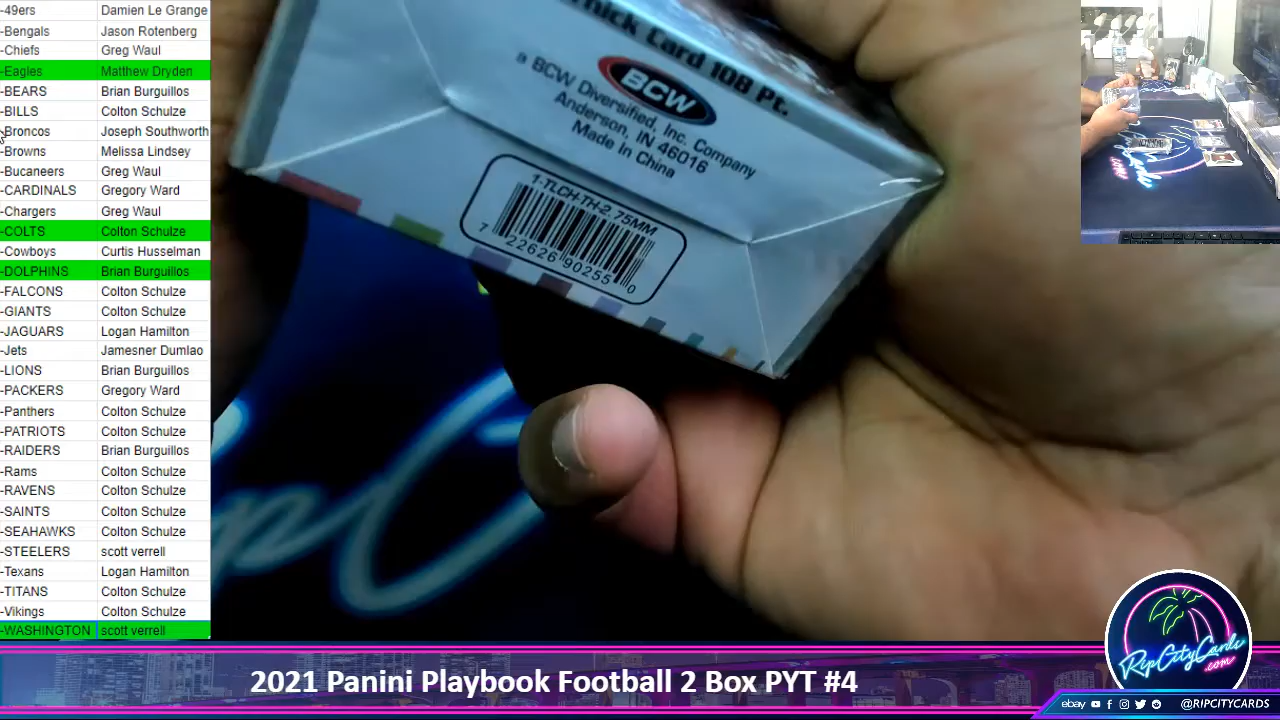 -49ers Damien Le Grange
-Bengals Jason Rotenberg
-Chiefs Greg Waul
-Eagles Matthew Dryden
-BEARS Brian Burguillos
-BILLS Colton Schulze
-Broncos Joseph Southworth
-Browns Melissa Lindsey
-Bucaneers Greg Waul
-CARDINALS Gregory Ward
-Chargers Greg Waul
-COLTS Colton Schulze
-Cowboys Curtis Husselman
-DOLPHINS Brian Burguillos
-FALCONS Colton Schulze
-GIANTS Colton Schulze
-JAGUARS Logan Hamilton
-Jets Jamesner Dumlao
-LIONS Brian Burguillos
-PACKERS Gregory Ward
-Panthers Colton Schulze
-PATRIOTS Colton Schulze
-RAIDERS Brian Burguillos
-Rams Colton Schulze
-RAVENS Colton Schulze
-SAINTS Colton Schulze
-SEAHAWKS Colton Schulze
-STEELERS scott verrell
-Texans Logan Hamilton
-TITANS Colton Schulze
-Vikings Colton Schulze
-WASHINGTON scott verrell
Thick Card 108 Pt.
BCW
a BCW Diversified, Inc. Company
Anderson, IN 46016
Made in China
1-TLCH-TH-2.75MM
7 22626 90255 0
RipCityCards
.com
2021 Panini Playbook Football 2 Box PYT #4
ebay @RIPCITYCARDS